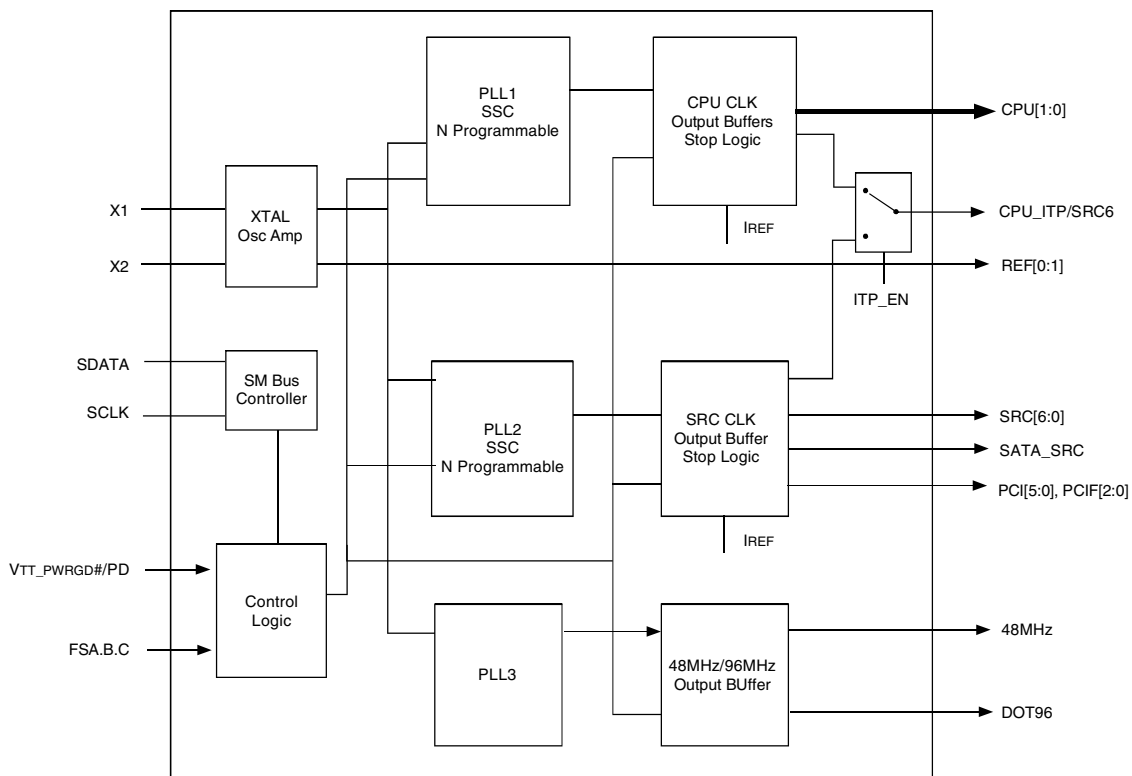 PLL1
SSC
N Programmable
CPU CLK
Output Buffers
Stop Logic
CPU[1:0]
X1
XTAL
Osc Amp
X2
IREF
CPU_ITP/SRC6
REF[0:1]
ITP_EN
SDATA
SCLK
SM Bus
Controller
PLL2
SSC
N Programmable
SRC CLK
Output Buffer
Stop Logic
SRC[6:0]
SATA_SRC
PCI[5:0], PCIF[2:0]
IREF
VTT_PWRGD#/PD
FSA.B.C
Control
Logic
PLL3
48MHz/96MHz
Output BUffer
48MHz
DOT96